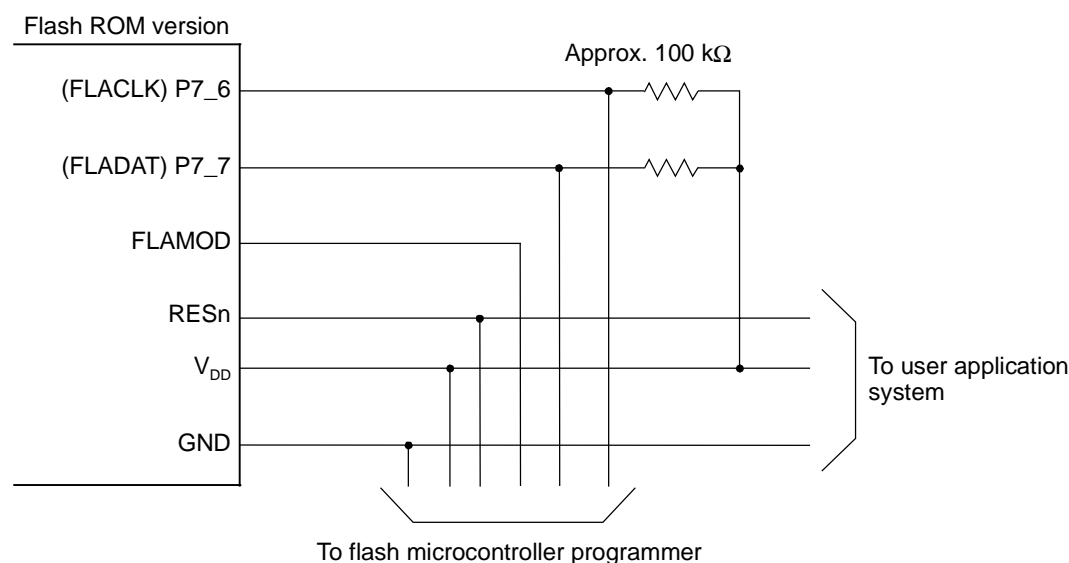 Flash ROM version
Approx. 100 kΩ
(FLACLK) P7_6
(FLADAT) P7_7
FLAMOD
RESn
VDD
GND
To user application
system
To flash microcontroller programmer